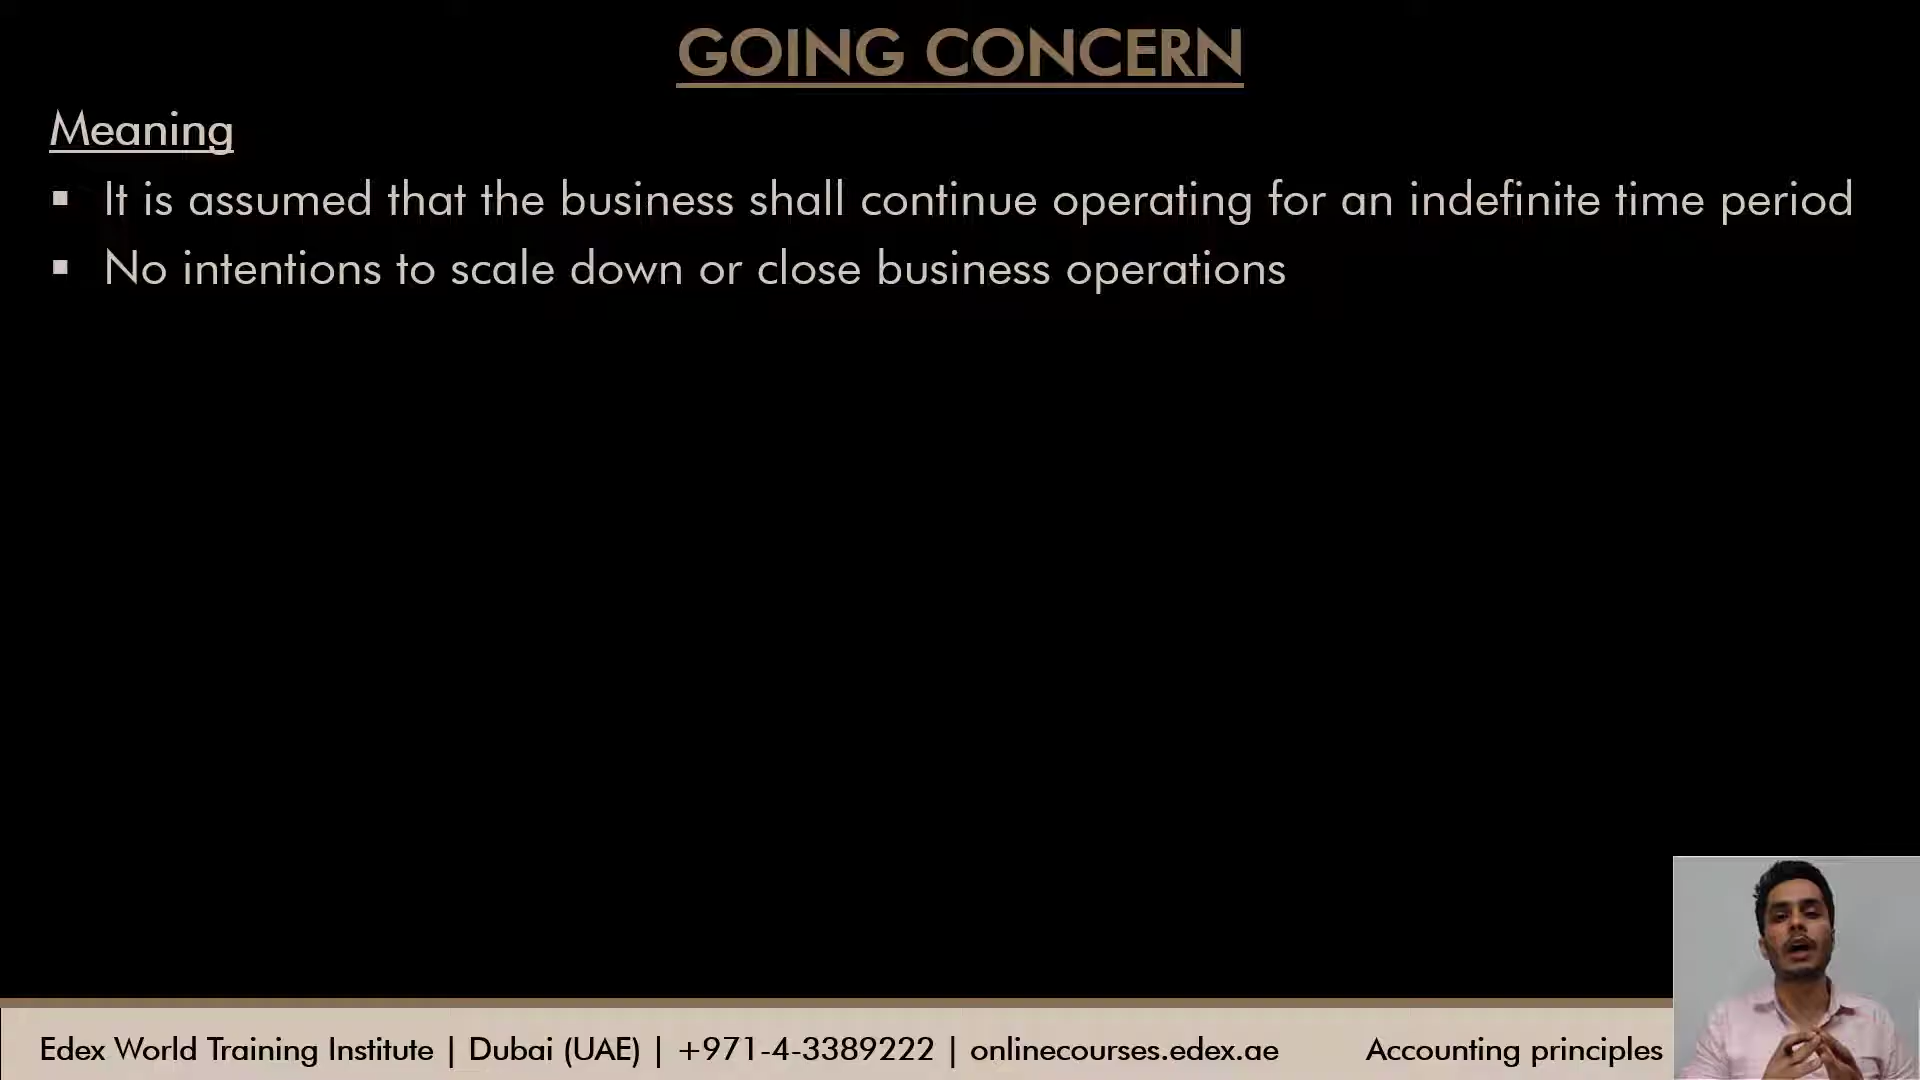 GOING CONCERN
Meaning
▪ It is assumed that the business shall continue operating for an indefinite time period
▪ No intentions to scale down or close business operations
Edex World Training Institute | Dubai (UAE) | +971-4-3389222 | onlinecourses.edex.ae Accounting principles